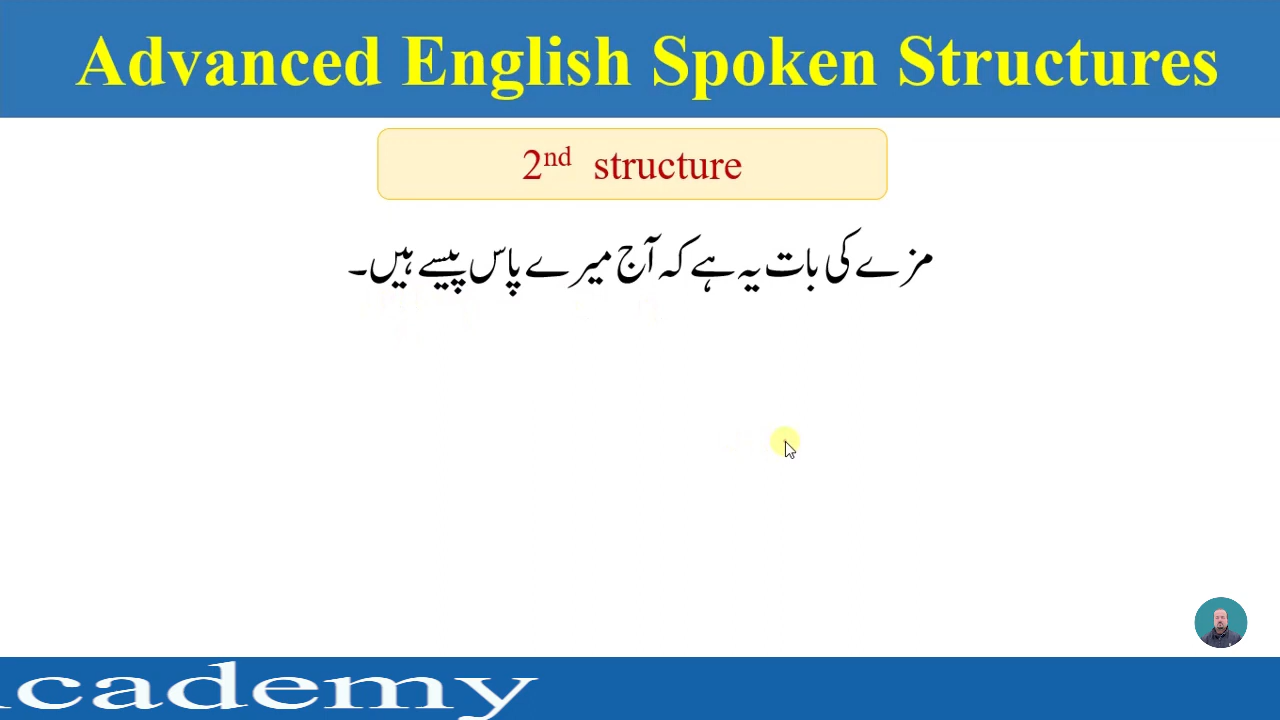 Advanced English Spoken Structures
2nd structure
مزے کی بات یہ ہے کہ آج میرے پاس پیسے ہیں۔
cademy